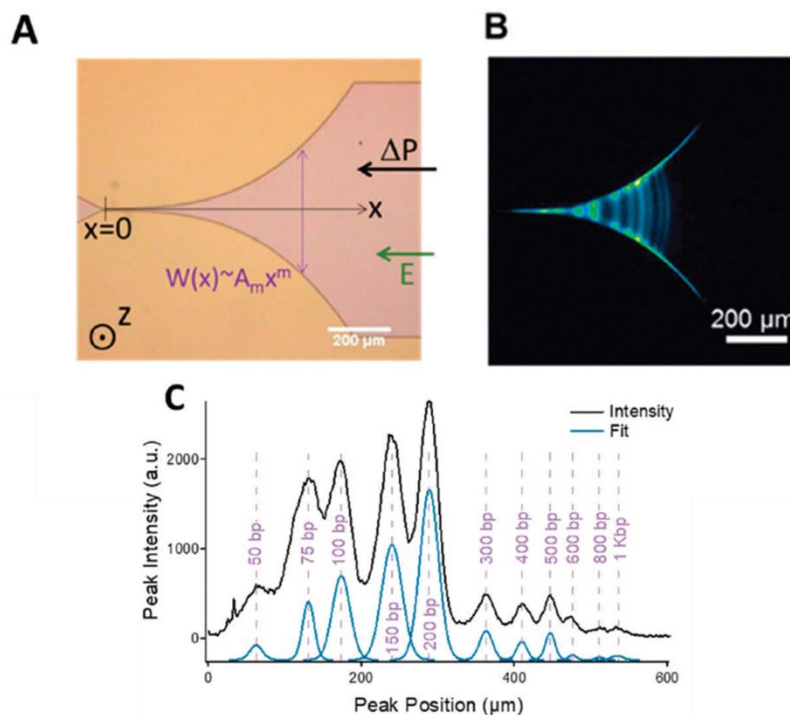 A
ΔP
x
x=0
W(x)~Aₘxᵐ
E
z
200 µm
B
200 µm
C
Intensity
Fit
Peak Intensity (a.u.)
2000
1000
0
50 bp
75 bp
100 bp
150 bp
200 bp
300 bp
400 bp
500 bp
600 bp
800 bp
1 Kbp
0
200
400
600
Peak Position (µm)